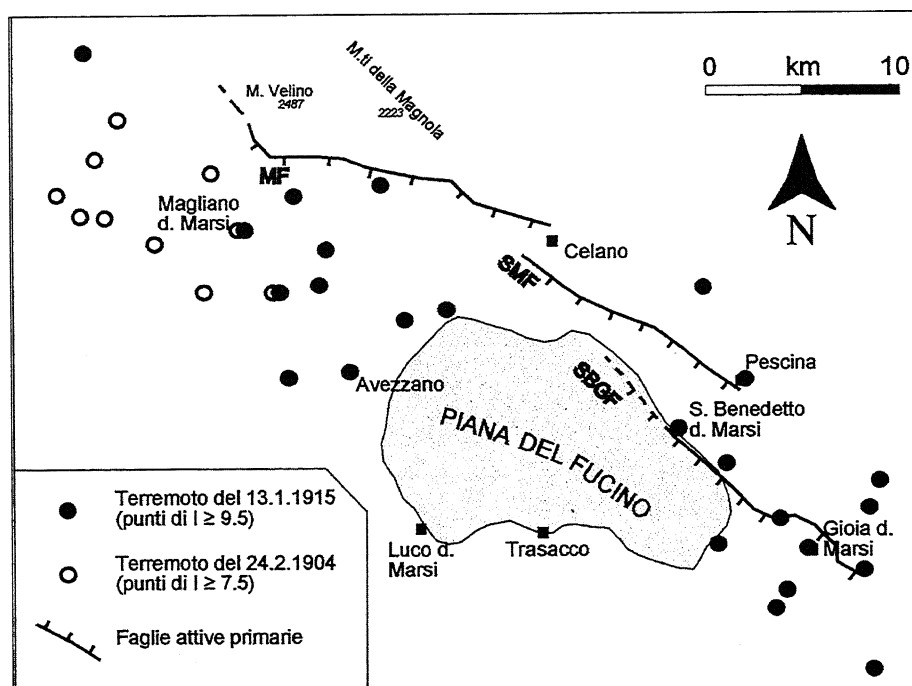 M.ti della Magnola
2223
0 km 10
M. Velino
2487
MF
Magliano
d. Marsi
N
Celano
SMF
Pescina
SBGF
Avezzano
S. Benedetto
d. Marsi
PIANA DEL FUCINO
Terremoto del 13.1.1915
(punti di I ≥ 9.5)
Luco d.
Marsi
Trasacco
Gioia d.
Marsi
Terremoto del 24.2.1904
(punti di I ≥ 7.5)
Faglie attive primarie